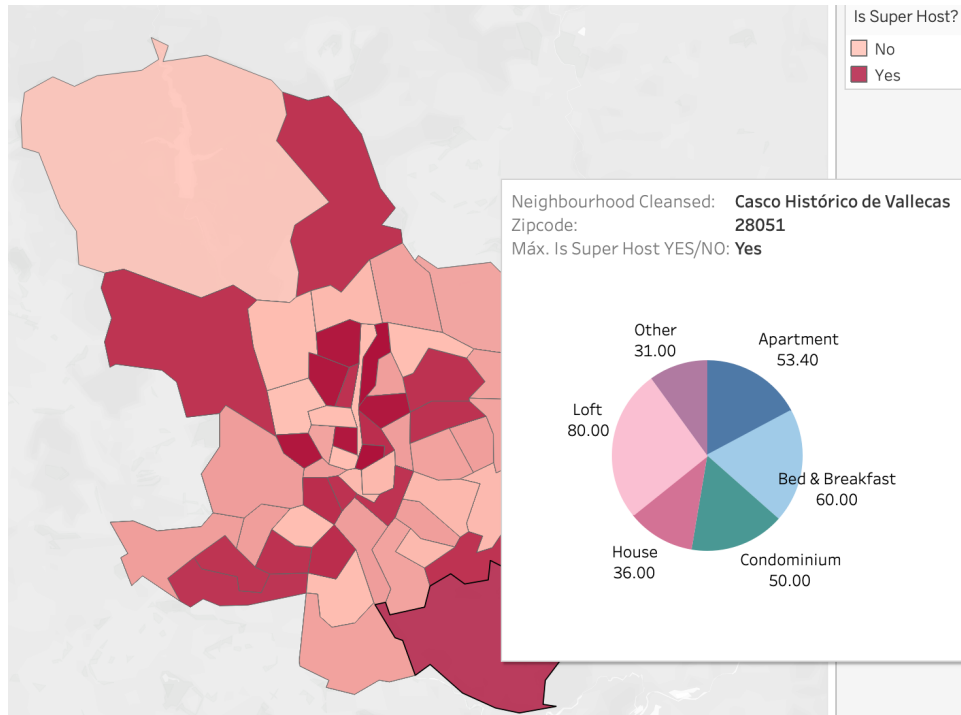 Is Super Host?
No
Yes
Neighbourhood Cleansed: Casco Histórico de Vallecas
Zipcode: 28051
Máx. Is Super Host YES/NO: Yes
Other
31.00
Apartment
53.40
Loft
80.00
Bed & Breakfast
60.00
House
36.00
Condominium
50.00